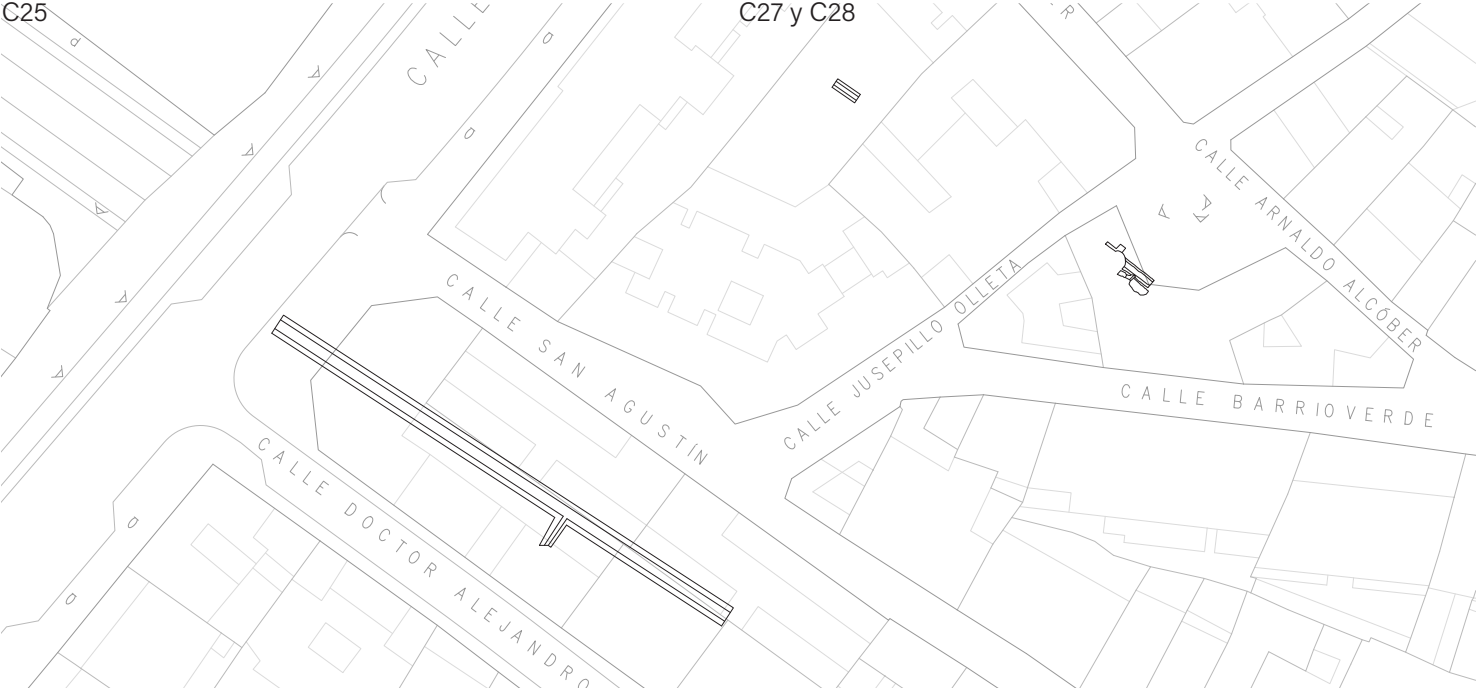 C25
C27 y C28
CALLE
CALLE ARNALDO ALCÓBER
CALLE SAN AGUSTÍN
CALLE JUSEPILLO OLLETA
CALLE BARRIOVERDE
CALLE DOCTOR ALEJANDRO